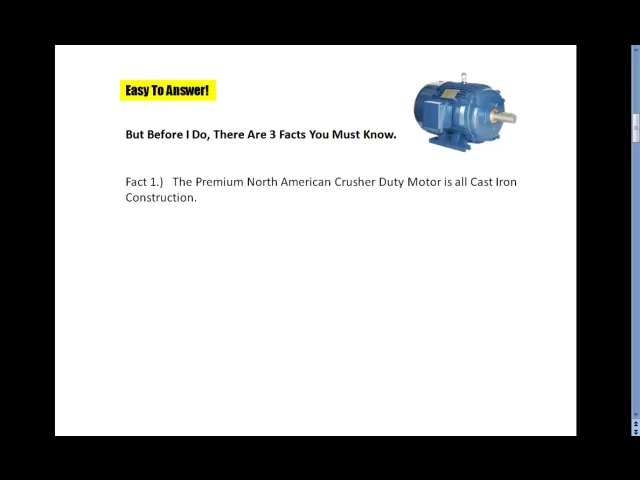 Easy To Answer!
But Before I Do, There Are 3 Facts You Must Know.
Fact 1.) The Premium North American Crusher Duty Motor is all Cast Iron
Construction.